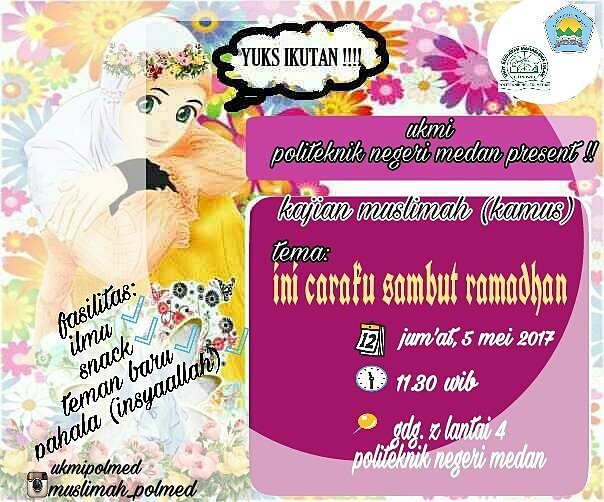 YUKS IKUTAN !!!!
ukmi
politeknik negeri medan present !!
kajian muslimah (kamus)
tema:
ini caraku sambut ramadhan
12
jum'at, 5 mei 2017
11.30 wib
gdg. z lantai 4
politeknik negeri medan
fasilitas:
ilmu
snack
teman baru
pahala (insyaallah)
ukmipolmed
muslimah_polmed